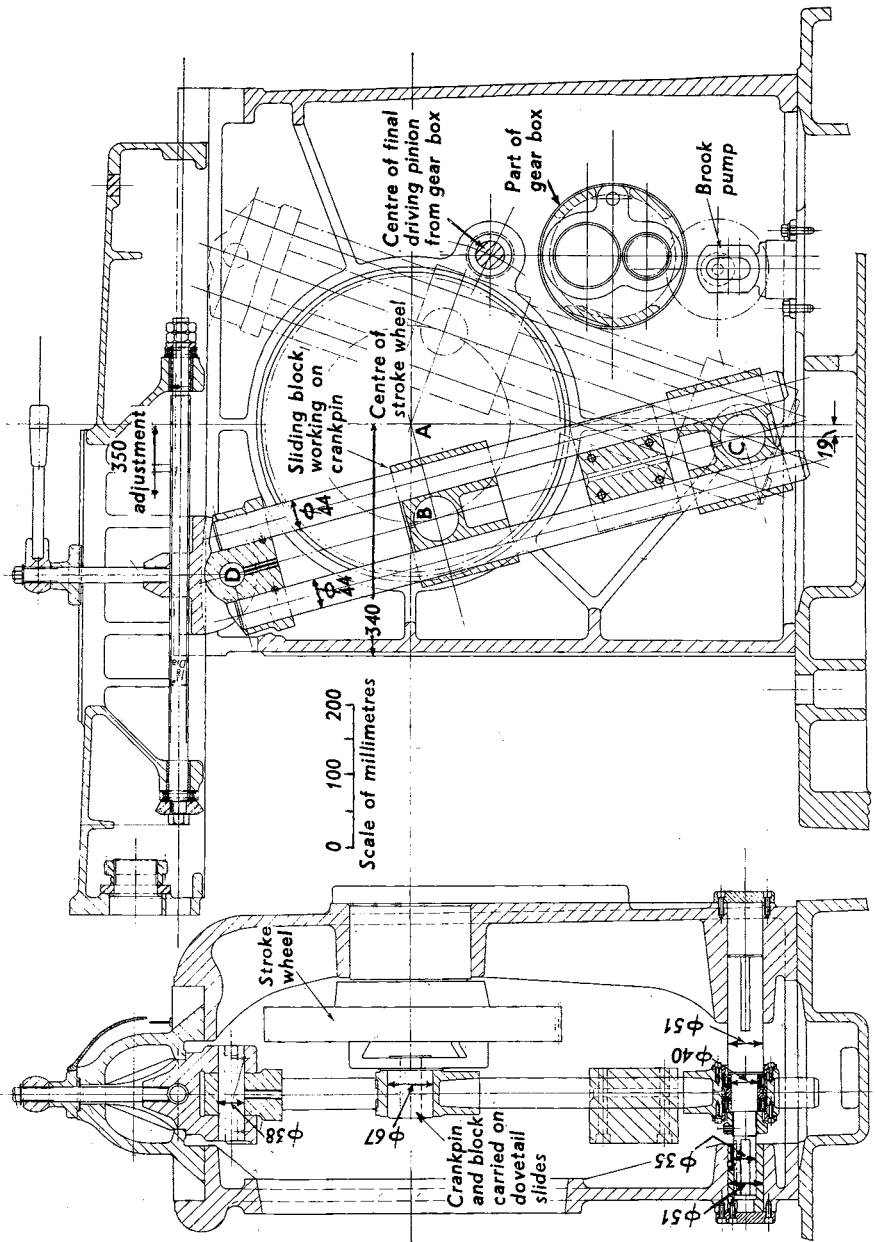 350
adjustment
Sliding block,
working on
crankpin
Centre of
stroke wheel
Centre of final
driving pinion
from gear box
Part of
gear box
Brook
pump
A
B
C
D
Φ
44
Φ
44
340
19
0 100 200
Scale of millimetres
Stroke
wheel
Φ38
Φ67
Crankpin
and block
carried on
dovetail
slides
Φ51
Φ40
Φ35
Φ51